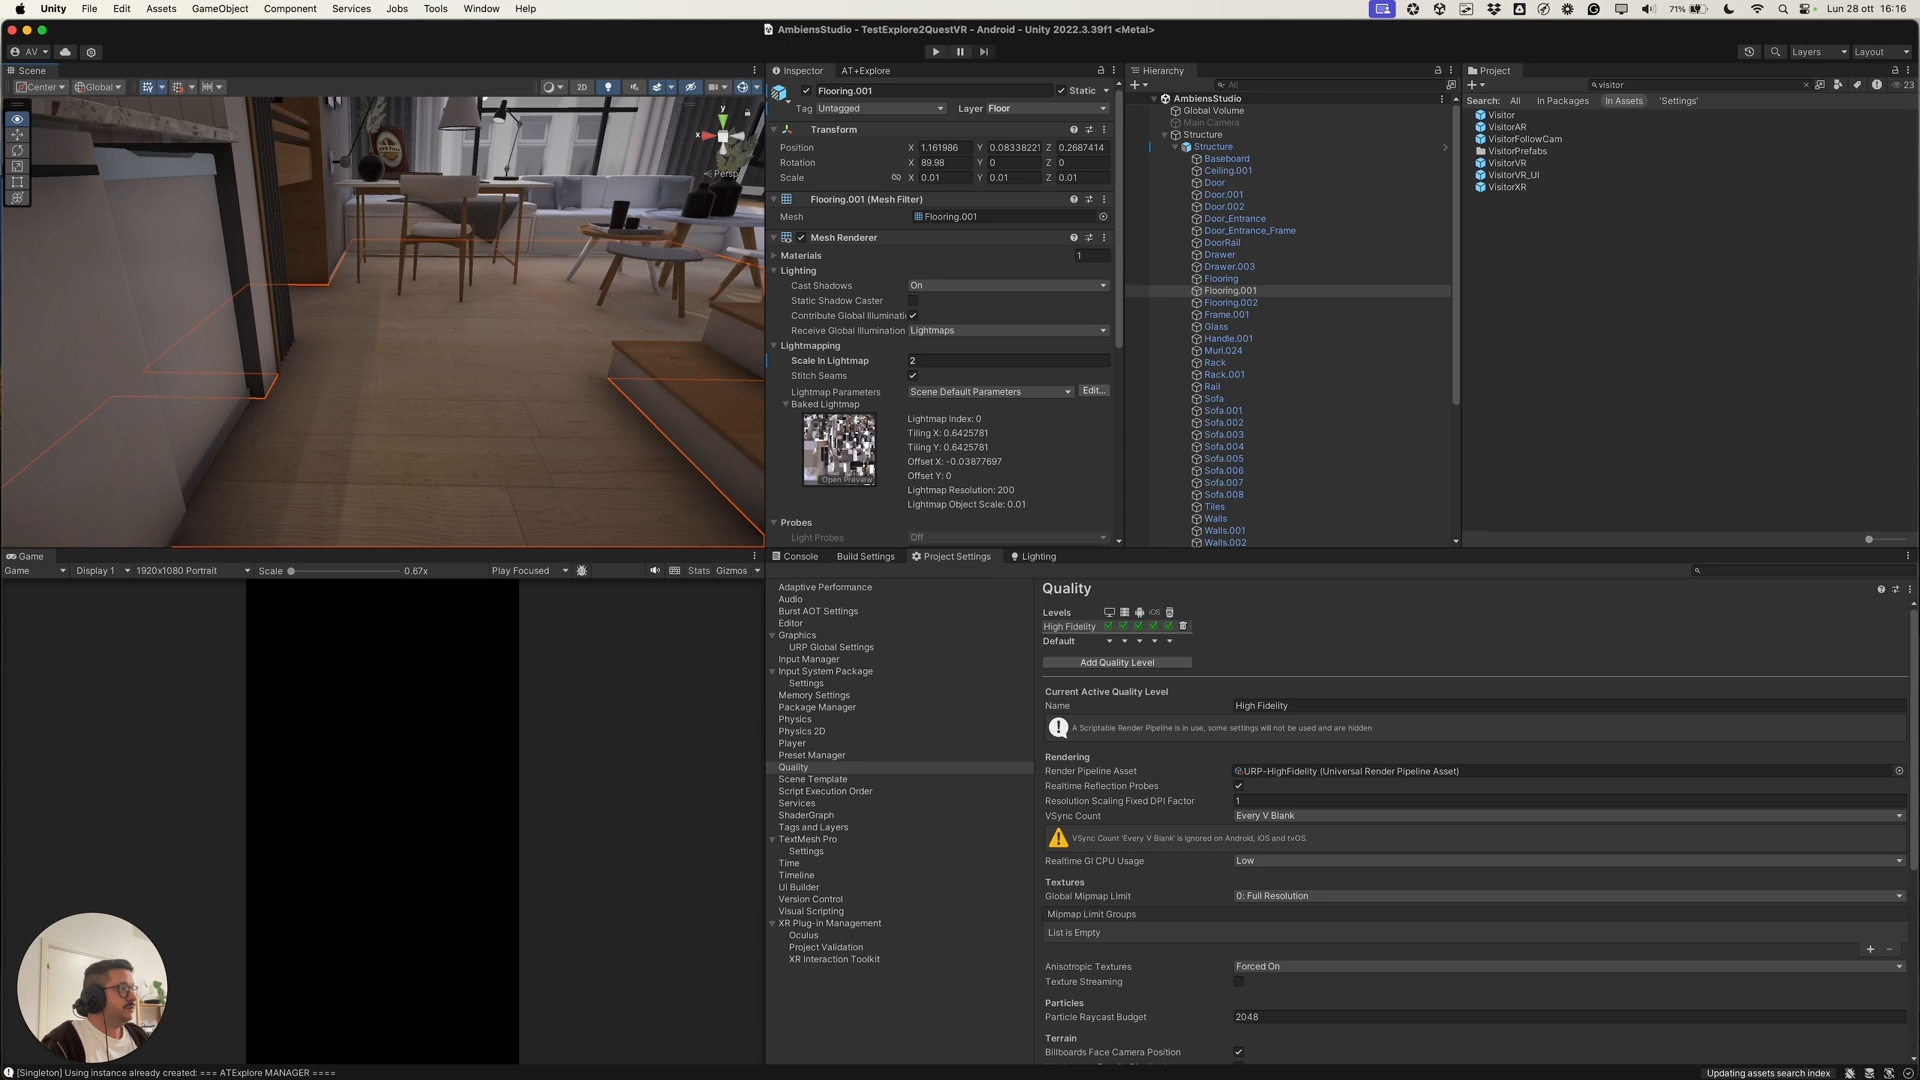 Unity File Edit Assets GameObject Component Services Jobs Tools Window Help 71% Lun 28 ott 16:16
AmbiensStudio - TestExplore2QuestVR - Android - Unity 2022.3.39f1 <Metal>
AV Layers Layout
Scene
Center Global 2D
Persp
Inspector AT+Explore
Flooring.001 Static
Tag Untagged Layer Floor
Transform
Position X 1.161986 Y 0.08338221 Z 0.2687414
Rotation X 89.98 Y 0 Z 0
Scale X 0.01 Y 0.01 Z 0.01
Flooring.001 (Mesh Filter)
Mesh Flooring.001
Mesh Renderer
Materials 1
Lighting
Cast Shadows On
Static Shadow Caster
Contribute Global Illuminati
Receive Global Illumination Lightmaps
Lightmapping
Scale In Lightmap 2
Stitch Seams
Lightmap Parameters Scene Default Parameters Edit...
Baked Lightmap
Open Preview
Lightmap Index: 0
Tiling X: 0.6425781
Tiling Y: 0.6425781
Offset X: -0.03877697
Offset Y: 0
Lightmap Resolution: 200
Lightmap Object Scale: 0.01
Probes
Light Probes Off
Hierarchy
All
AmbiensStudio
Global Volume
Main Camera
Structure
Structure
Baseboard
Ceiling.001
Door
Door.001
Door.002
Door_Entrance
Door_Entrance_Frame
DoorRail
Drawer
Drawer.003
Flooring
Flooring.001
Flooring.002
Frame.001
Glass
Handle.001
Muri.024
Rack
Rack.001
Rail
Sofa
Sofa.001
Sofa.002
Sofa.003
Sofa.004
Sofa.005
Sofa.006
Sofa.007
Sofa.008
Tiles
Walls
Walls.001
Walls.002
Project
visitor 23
Search: All In Packages In Assets 'Settings'
Visitor
VisitorAR
VisitorFollowCam
VisitorPrefabs
VisitorVR
VisitorVR_UI
VisitorXR
Game
Game Display 1 1920x1080 Portrait Scale 0.67x Play Focused Stats Gizmos
Console Build Settings Project Settings Lighting
Adaptive Performance
Audio
Burst AOT Settings
Editor
Graphics
URP Global Settings
Input Manager
Input System Package
Settings
Memory Settings
Package Manager
Physics
Physics 2D
Player
Preset Manager
Quality
Scene Template
Script Execution Order
Services
ShaderGraph
Tags and Layers
TextMesh Pro
Settings
Time
Timeline
UI Builder
Version Control
Visual Scripting
XR Plug-in Management
Oculus
Project Validation
XR Interaction Toolkit
Quality
Levels iOS
High Fidelity
Default
Add Quality Level
Current Active Quality Level
Name High Fidelity
A Scriptable Render Pipeline is in use, some settings will not be used and are hidden
Rendering
Render Pipeline Asset URP-HighFidelity (Universal Render Pipeline Asset)
Realtime Reflection Probes
Resolution Scaling Fixed DPI Factor 1
VSync Count Every V Blank
VSync Count 'Every V Blank' is ignored on Android, iOS and tvOS.
Realtime GI CPU Usage Low
Textures
Global Mipmap Limit 0: Full Resolution
Mipmap Limit Groups
List is Empty
Anisotropic Textures Forced On
Texture Streaming
Particles
Particle Raycast Budget 2048
Terrain
Billboards Face Camera Position
[Singleton] Using instance already created: === ATExplore MANAGER ==== Updating assets search index